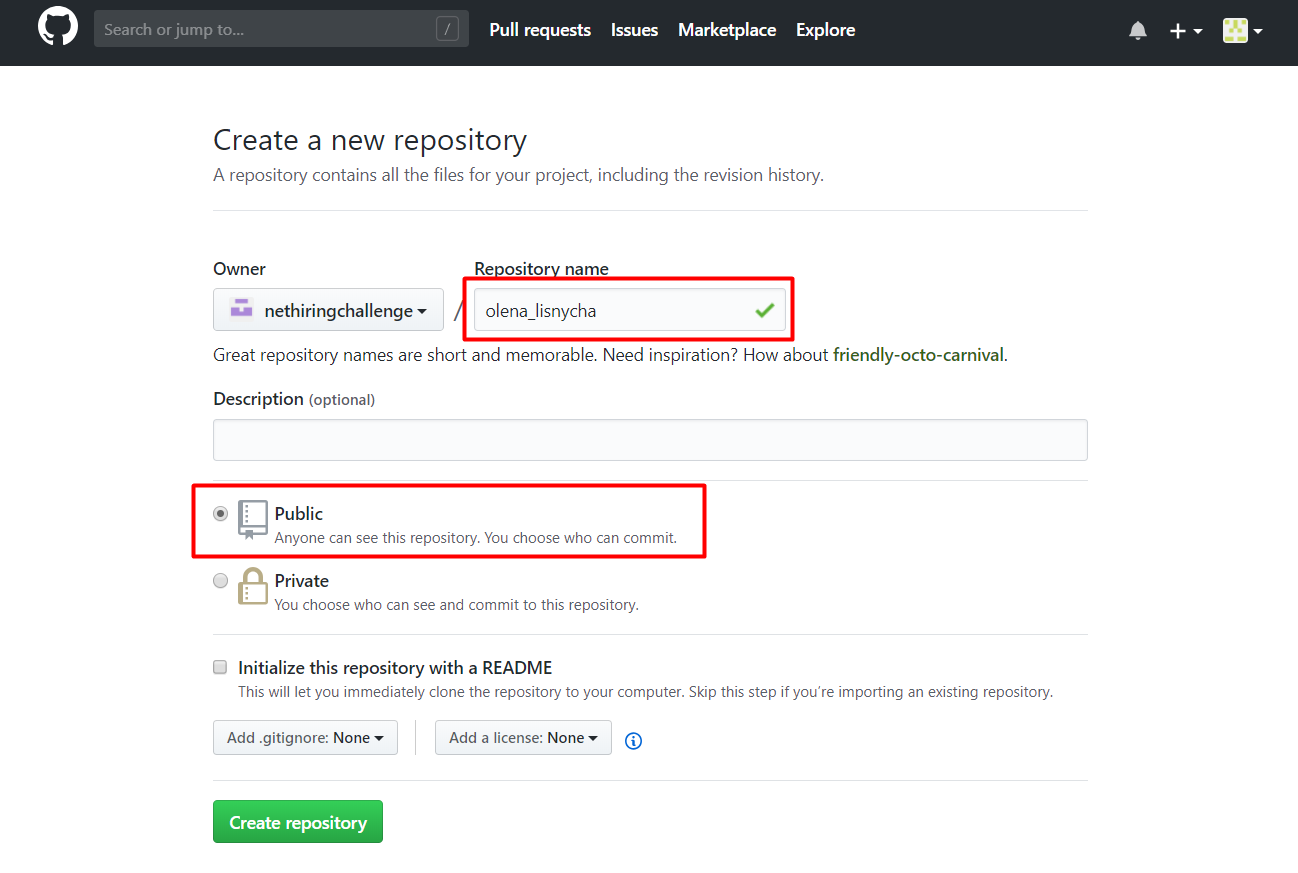 Search or jump to... / Pull requests Issues Marketplace Explore
Create a new repository
A repository contains all the files for your project, including the revision history.
Owner Repository name
nethiringchallenge / olena_lisnycha
Great repository names are short and memorable. Need inspiration? How about friendly-octo-carnival.
Description (optional)
Public
Anyone can see this repository. You choose who can commit.
Private
You choose who can see and commit to this repository.
Initialize this repository with a README
This will let you immediately clone the repository to your computer. Skip this step if you’re importing an existing repository.
Add .gitignore: None Add a license: None
Create repository